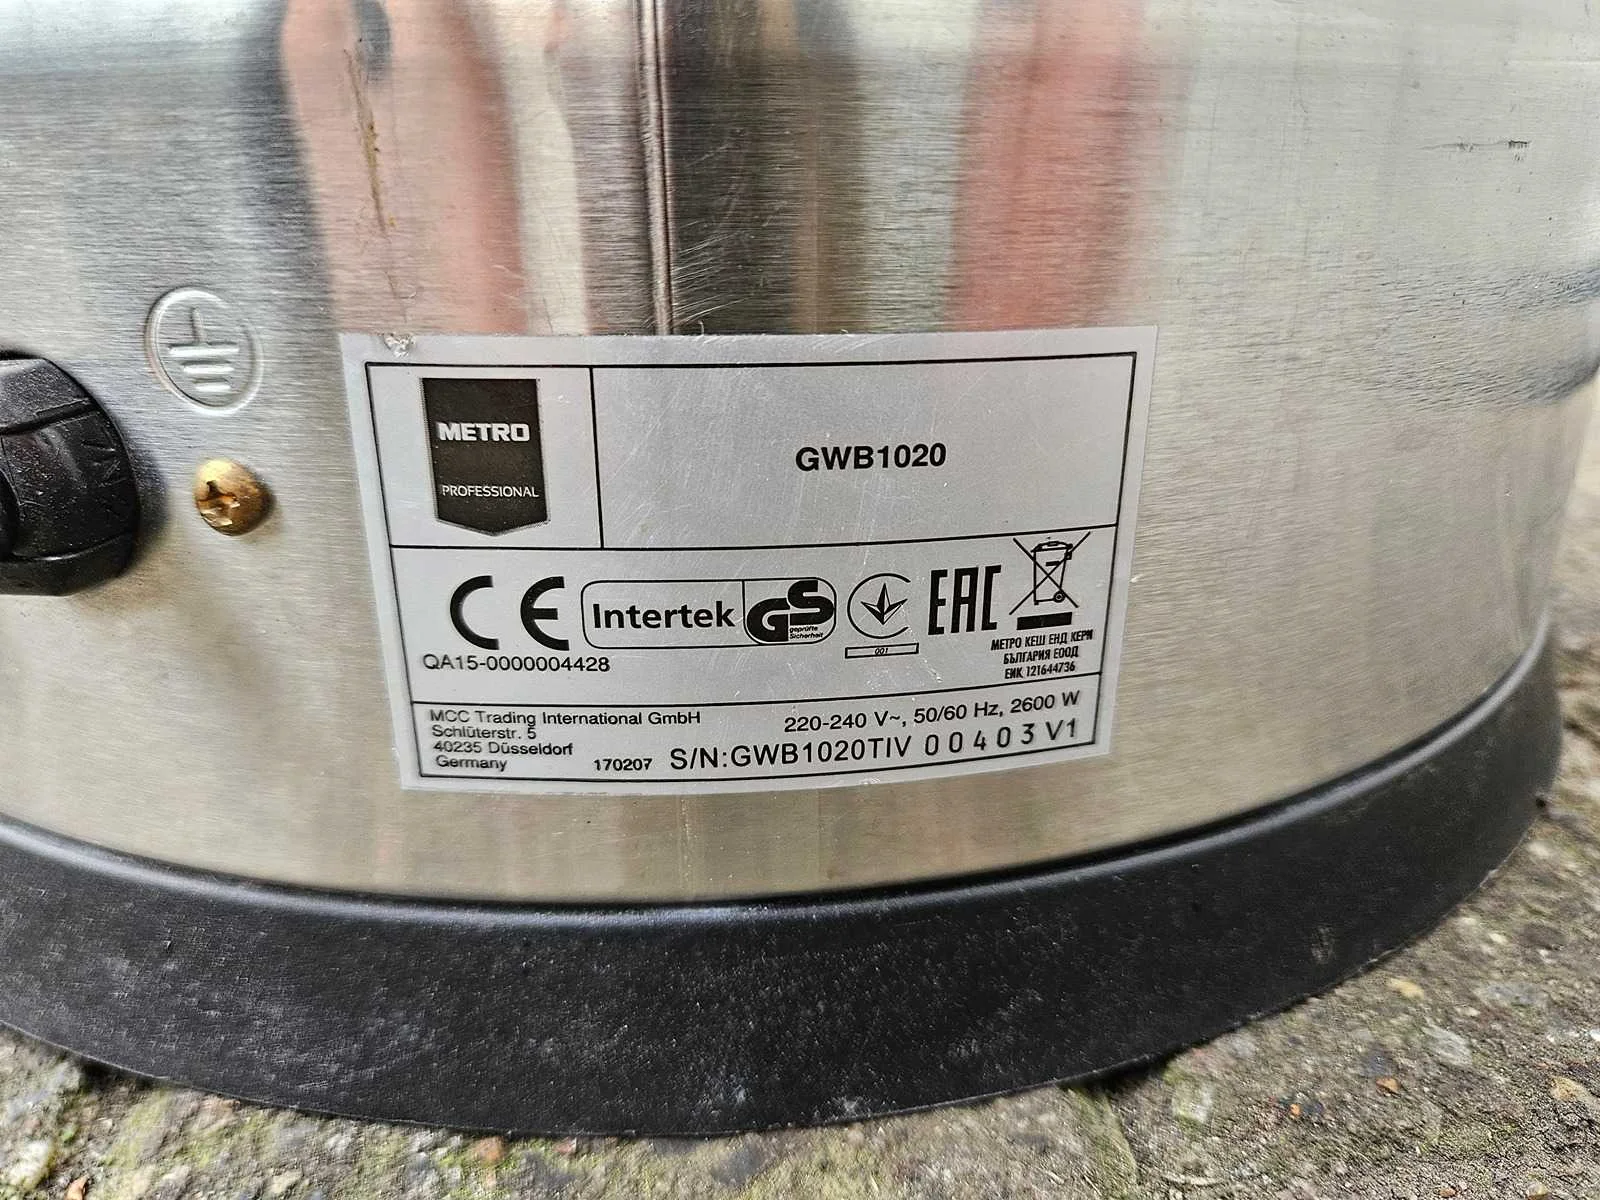 METRO
PROFESSIONAL
GWB1020
CE
Intertek
GS
geprüfte
Sicherheit
001
EAC
QA15-0000004428
МЕТРО КЕШ ЕНД КЕРИ
БЪЛГАРИЯ ЕООД
ЕИК 121644736
MCC Trading International GmbH
Schlüterstr. 5
40235 Düsseldorf
Germany
170207
220-240 V~, 50/60 Hz, 2600 W
S/N:GWB1020TIV 00403 V1